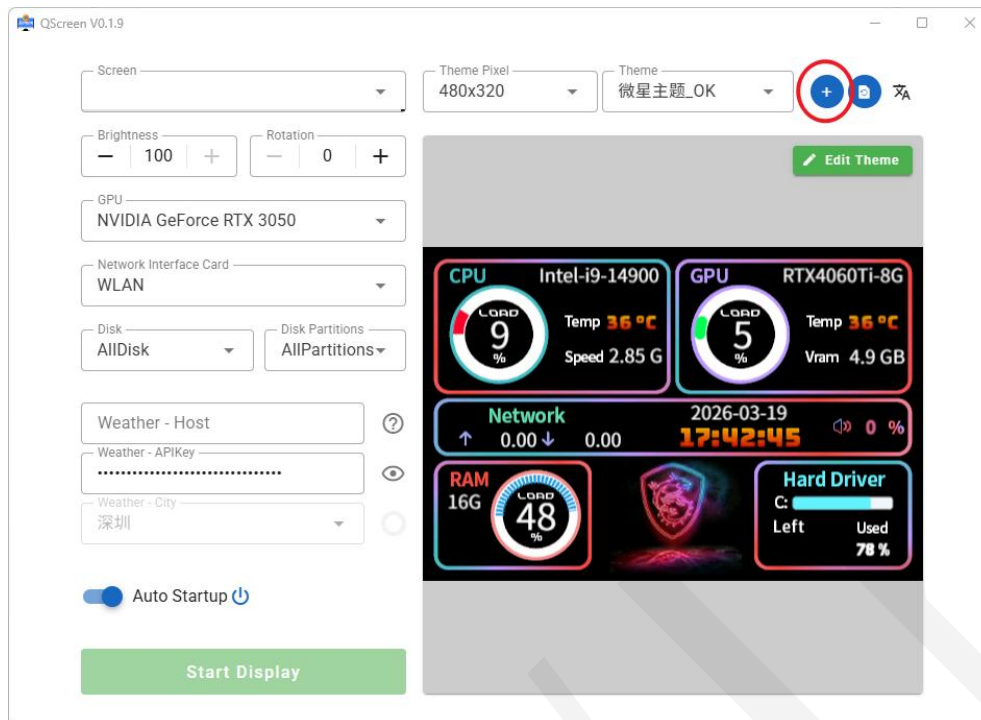 QScreen V0.1.9
Screen
Theme Pixel
480x320
Theme
微星主题_OK
+
Brightness
100
Rotation
0
Edit Theme
GPU
NVIDIA GeForce RTX 3050
Network Interface Card
WLAN
Disk
AllDisk
Disk Partitions
AllPartitions
Weather - Host
Weather - APIKey
••••••••••••••••••••••••••••••••
Weather - City
深圳
Auto Startup
Start Display
CPU Intel-i9-14900
LOAD
9
%
Temp 36 °C
Speed 2.85 G
GPU RTX4060Ti-8G
LOAD
5
%
Temp 36 °C
Vram 4.9 GB
Network
0.00 0.00
2026-03-19
17:42:45
0 %
RAM
16G
LOAD
48
%
Hard Driver
C:
Left Used
78 %